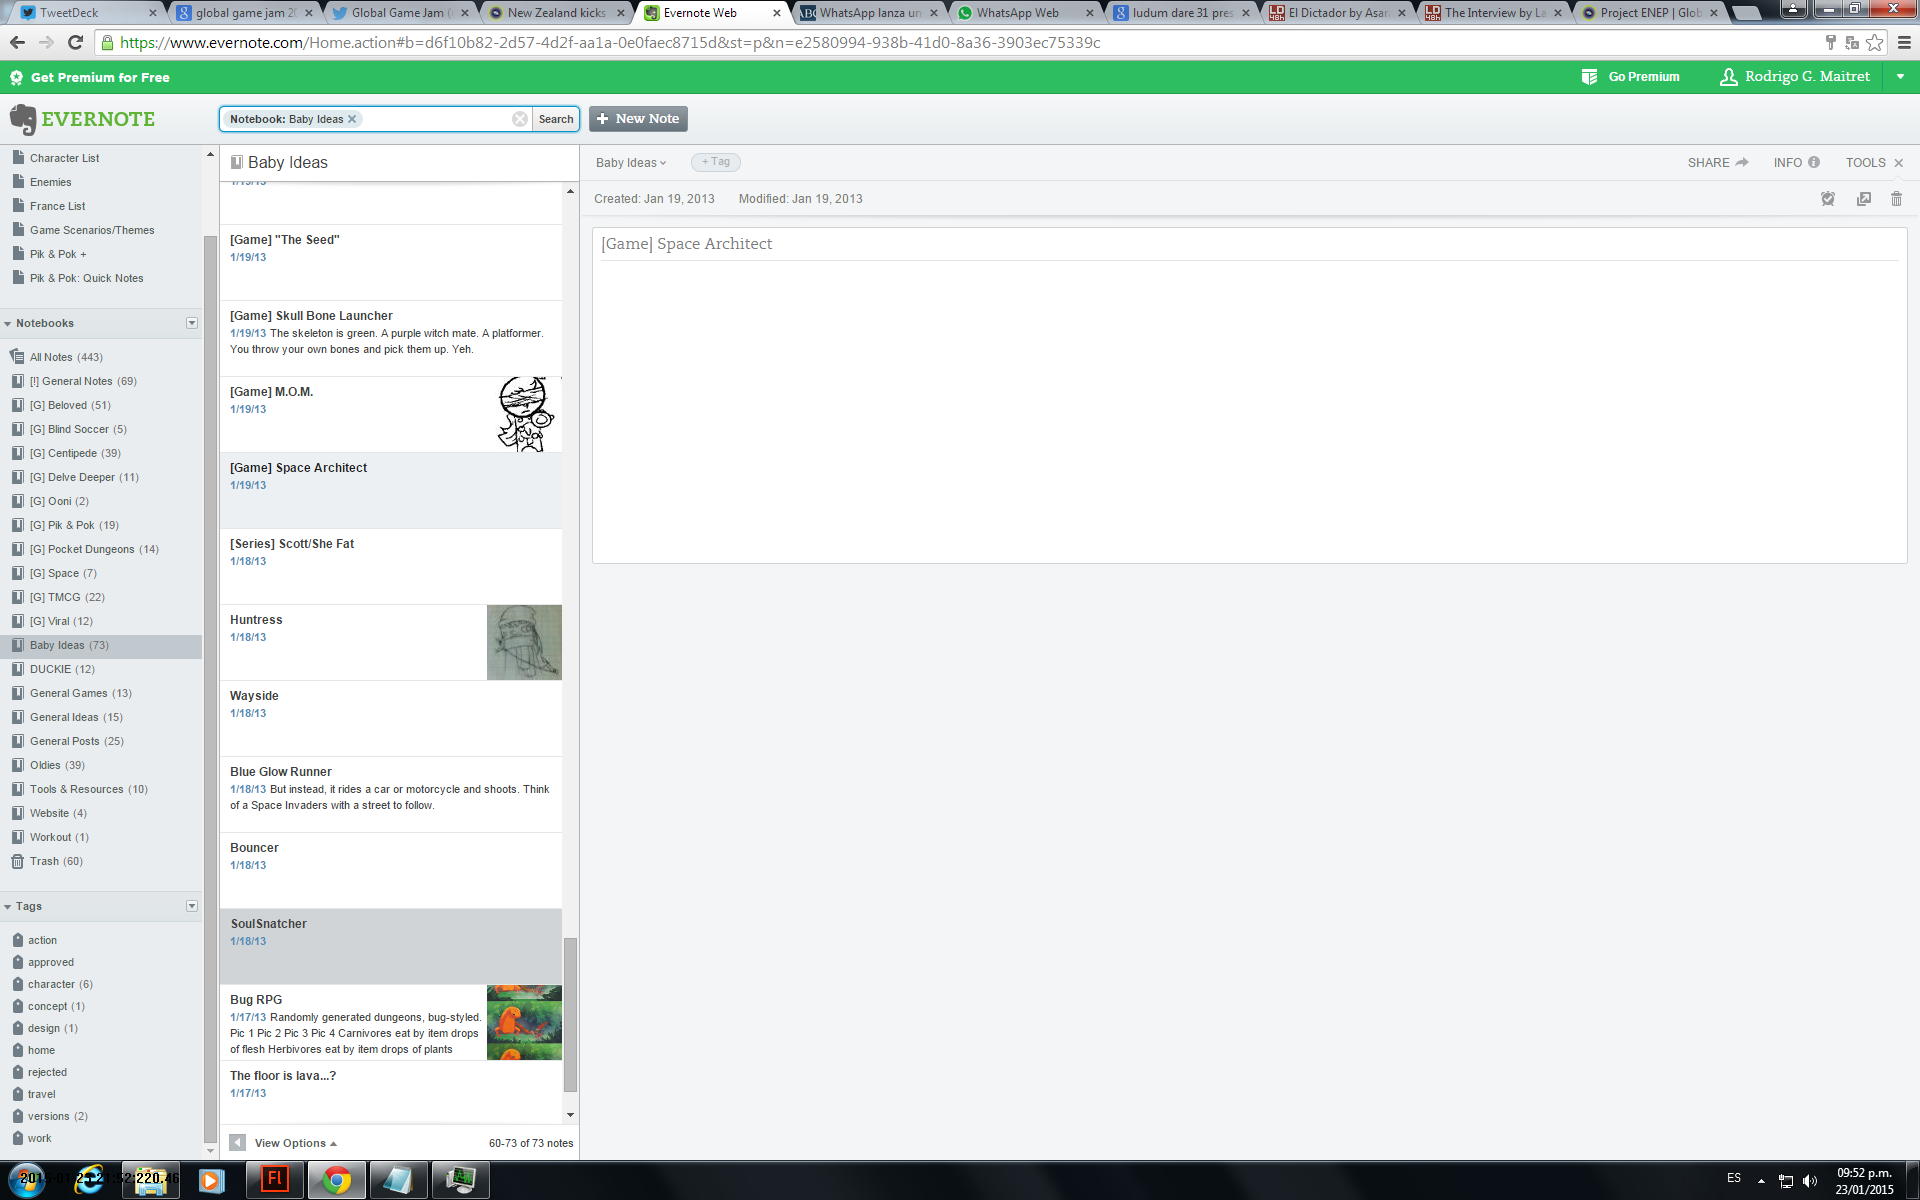 TweetDeck
global game jam 20
Global Game Jam (
New Zealand kicks
Evernote Web
WhatsApp lanza un
WhatsApp Web
ludum dare 31 pres
El Dictador by Asar
The Interview by La
Project ENEP | Glob
https://www.evernote.com/Home.action#b=d6f10b82-2d57-4d2f-aa1a-0e0faec8715d&st=p&n=e2580994-938b-41d0-8a36-3903ec75339c
Get Premium for Free
Go Premium
Rodrigo G. Maitret
EVERNOTE
Notebook: Baby Ideas
Search
+ New Note
Character List
Enemies
France List
Game Scenarios/Themes
Pik & Pok +
Pik & Pok: Quick Notes
Notebooks
All Notes (443)
[!] General Notes (69)
[G] Beloved (51)
[G] Blind Soccer (5)
[G] Centipede (39)
[G] Delve Deeper (11)
[G] Ooni (2)
[G] Pik & Pok (19)
[G] Pocket Dungeons (14)
[G] Space (7)
[G] TMCG (22)
[G] Viral (12)
Baby Ideas (73)
DUCKIE (12)
General Games (13)
General Ideas (15)
General Posts (25)
Oldies (39)
Tools & Resources (10)
Website (4)
Workout (1)
Trash (60)
Tags
action
approved
character (6)
concept (1)
design (1)
home
rejected
travel
versions (2)
work
Baby Ideas
1/19/13
[Game] "The Seed"
1/19/13
[Game] Skull Bone Launcher
1/19/13 The skeleton is green. A purple witch mate. A platformer.
You throw your own bones and pick them up. Yeh.
[Game] M.O.M.
1/19/13
[Game] Space Architect
1/19/13
[Series] Scott/She Fat
1/18/13
Huntress
1/18/13
Wayside
1/18/13
Blue Glow Runner
1/18/13 But instead, it rides a car or motorcycle and shoots. Think
of a Space Invaders with a street to follow.
Bouncer
1/18/13
SoulSnatcher
1/18/13
Bug RPG
1/17/13 Randomly generated dungeons, bug-styled.
Pic 1 Pic 2 Pic 3 Pic 4 Carnivores eat by item drops
of flesh Herbivores eat by item drops of plants
The floor is lava...?
1/17/13
View Options
60-73 of 73 notes
Baby Ideas
+ Tag
SHARE
INFO
TOOLS
Created: Jan 19, 2013
Modified: Jan 19, 2013
[Game] Space Architect
Fl
ES
09:52 p.m.
23/01/2015